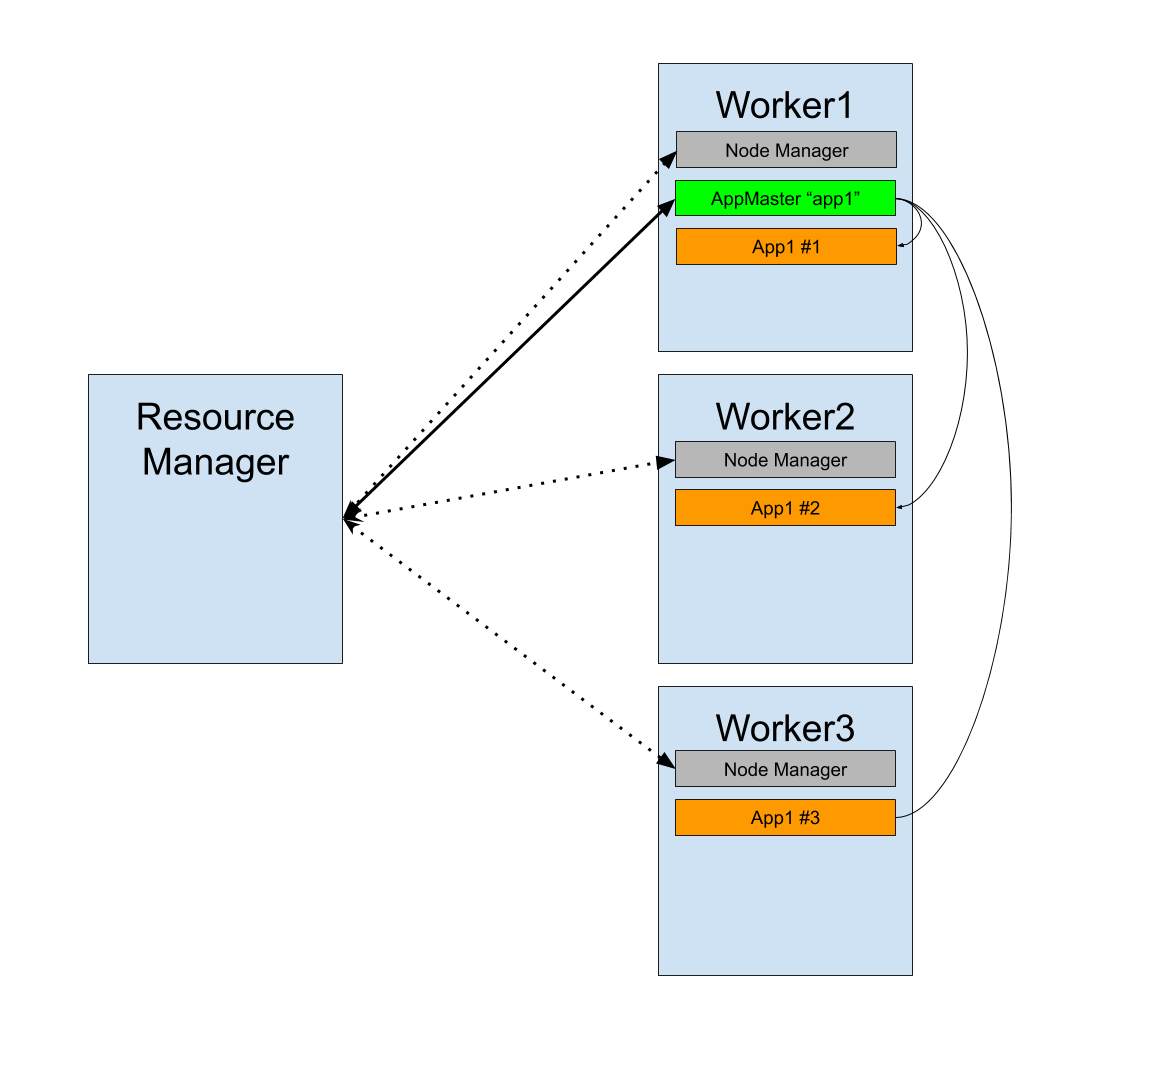 Worker1
Node Manager
AppMaster “app1”
App1 #1
Resource
Manager
Worker2
Node Manager
App1 #2
Worker3
Node Manager
App1 #3